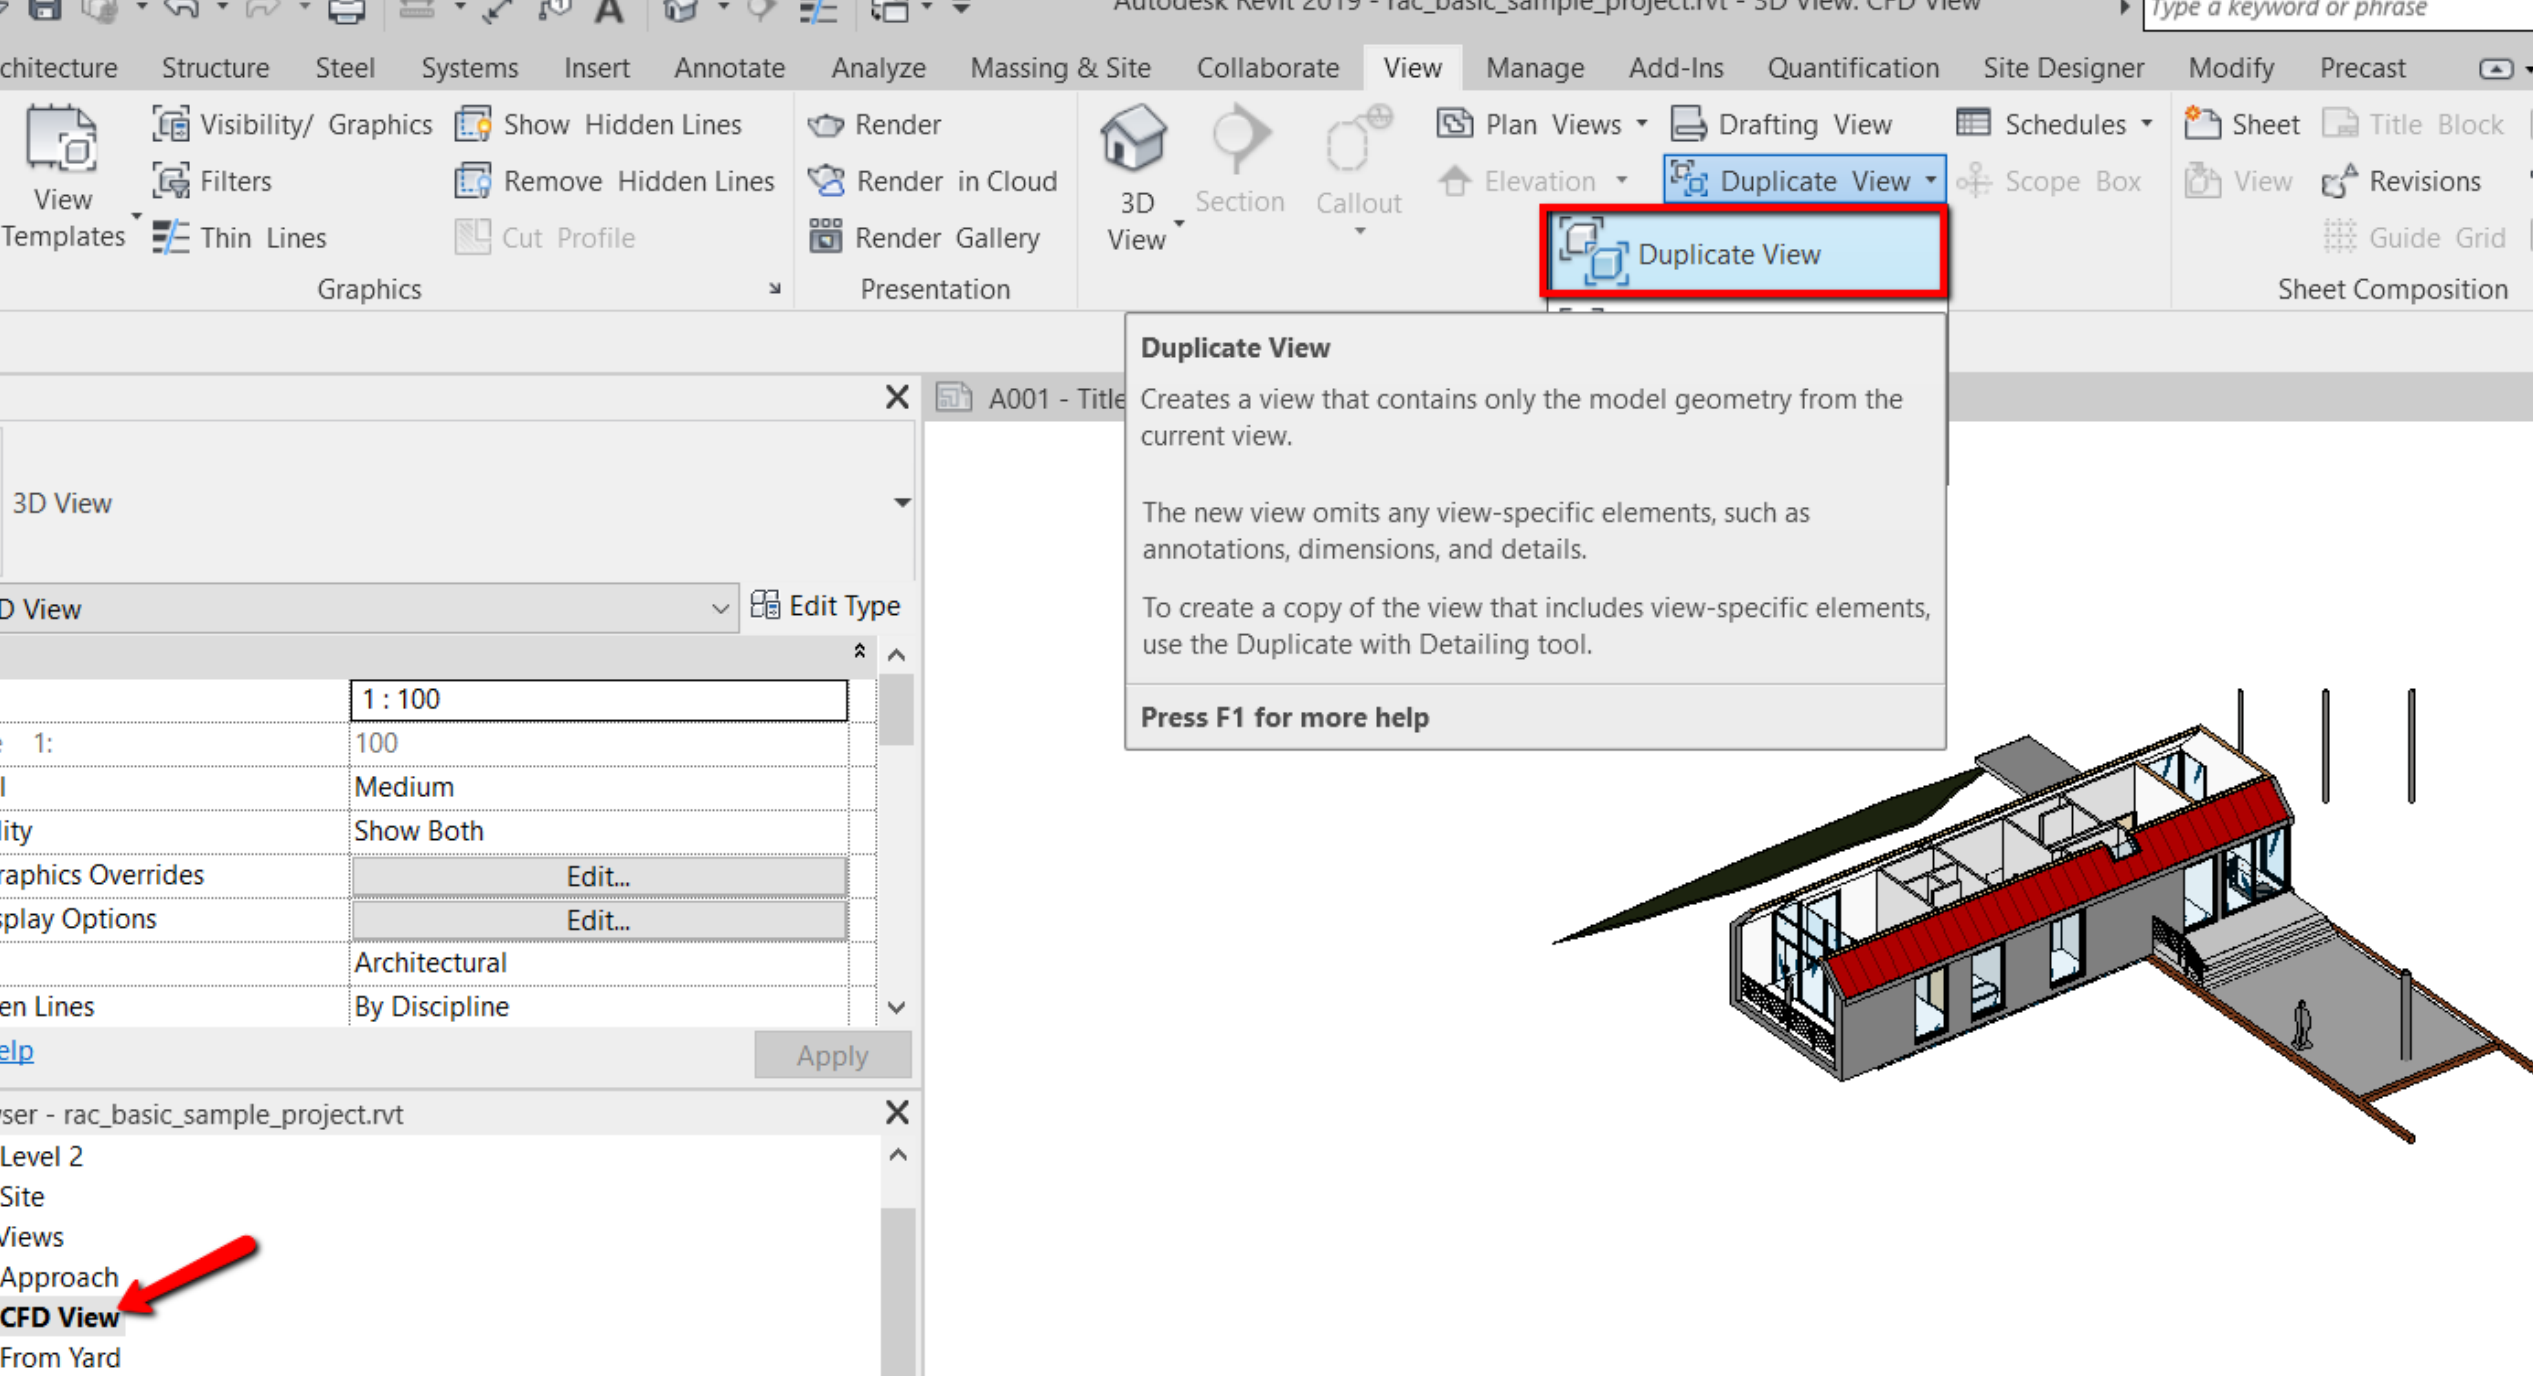 Autodesk Revit 2019 - rac_basic_sample_project.rvt - 3D View: CFD View
Type a keyword or phrase
chitecture Structure Steel Systems Insert Annotate Analyze Massing & Site Collaborate View Manage Add-Ins Quantification Site Designer Modify Precast
View
Templates
Visibility/ Graphics
Filters
Thin Lines
Show Hidden Lines
Remove Hidden Lines
Cut Profile
Graphics
Render
Render in Cloud
Render Gallery
Presentation
3D
View
Section
Callout
Plan Views
Elevation
Drafting View
Duplicate View
Schedules
Scope Box
Duplicate View
Sheet
View
Title Block
Revisions
Guide Grid
Sheet Composition
Duplicate View
Creates a view that contains only the model geometry from the
current view.
The new view omits any view-specific elements, such as
annotations, dimensions, and details.
To create a copy of the view that includes view-specific elements,
use the Duplicate with Detailing tool.
Press F1 for more help
A001 - Title
3D View
D View
Edit Type
1 : 100
e 1: 100
l Medium
lity Show Both
raphics Overrides Edit...
splay Options Edit...
Architectural
en Lines By Discipline
elp
Apply
wser - rac_basic_sample_project.rvt
Level 2
Site
Views
Approach
CFD View
From Yard